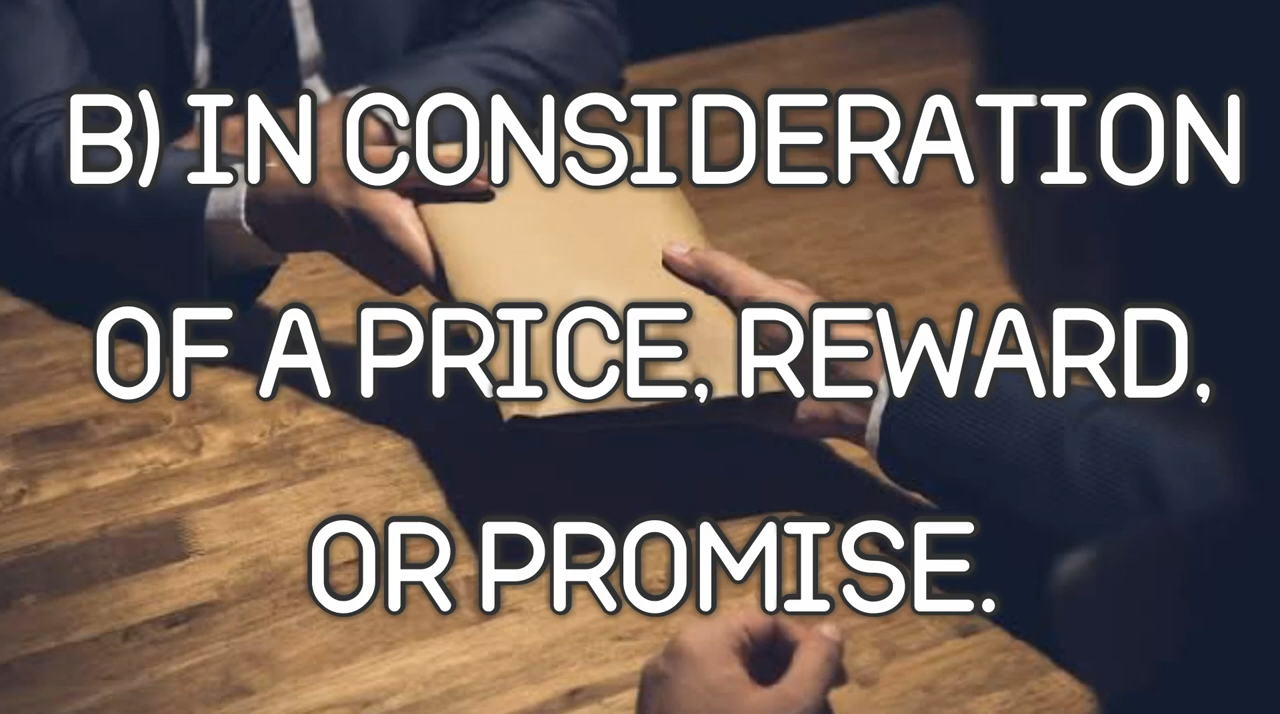 B) IN CONSIDERATION
OF A PRICE, REWARD,
OR PROMISE.